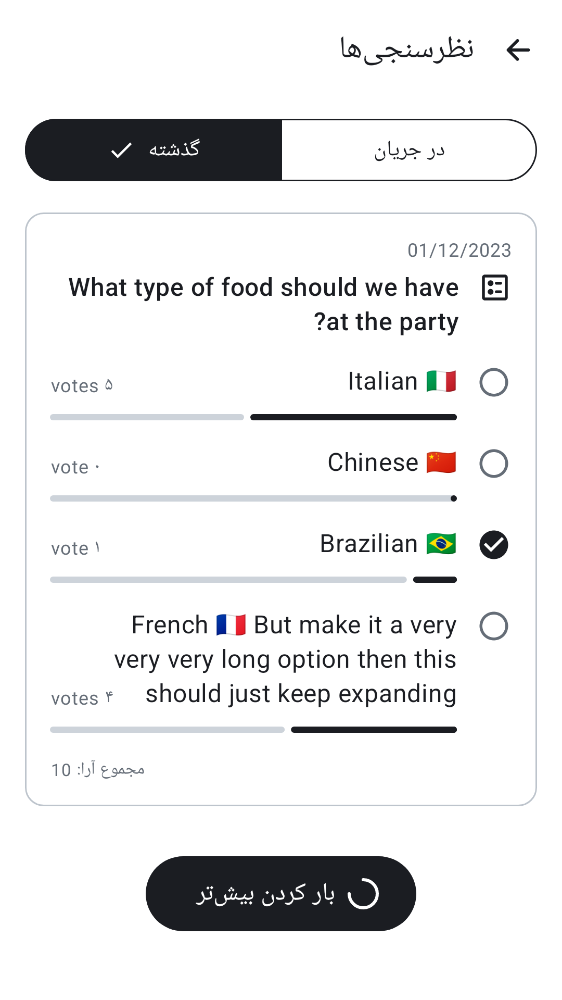 نظرسنجی‌ها
در جریان
گذشته
01/12/2023
What type of food should we have
at the party?
Italian 🇮🇹
۵ votes
Chinese 🇨🇳
۰ vote
Brazilian 🇧🇷
۱ vote
French 🇫🇷 But make it a very
very very long option then this
should just keep expanding
۴ votes
مجموع آرا: 10
بار کردن بیش‌تر